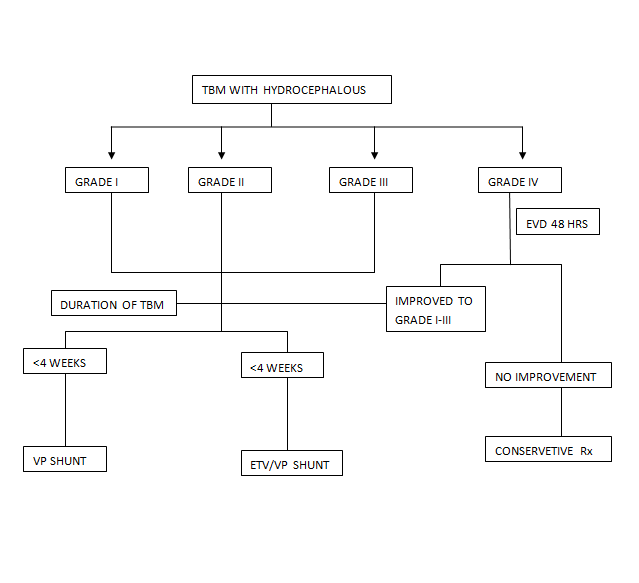 TBM WITH HYDROCEPHALOUS
GRADE I
GRADE II
GRADE III
GRADE IV
EVD 48 HRS
DURATION OF TBM
IMPROVED TO
GRADE I-III
<4 WEEKS
<4 WEEKS
NO IMPROVEMENT
VP SHUNT
ETV/VP SHUNT
CONSERVETIVE Rx